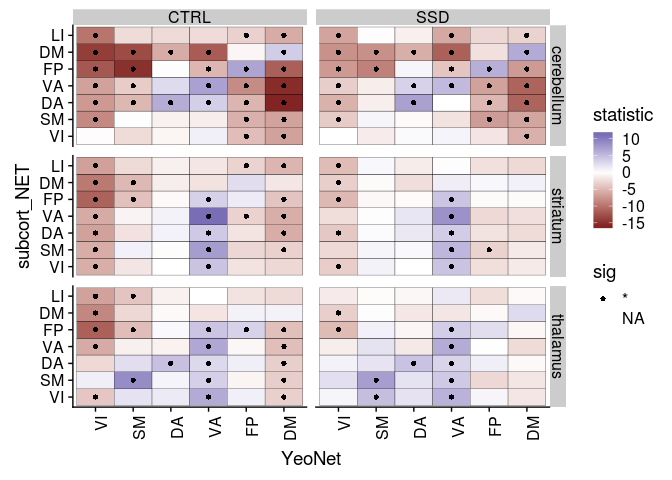 CTRL SSD
LI
DM
FP
VA
DA
SM
VI
cerebellum
LI
DM
FP
VA
DA
SM
VI
striatum
LI
DM
FP
VA
DA
SM
VI
thalamus
subcort_NET
VI SM DA VA FP DM VI SM DA VA FP DM
YeoNet
statistic
10
5
0
-5
-10
-15
sig
*
NA